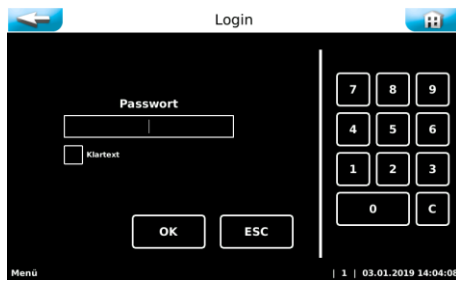 Login
Passwort
Klartext
OK ESC
7 8 9
4 5 6
1 2 3
0 C
Menü | 1 | 03.01.2019 14:04:08